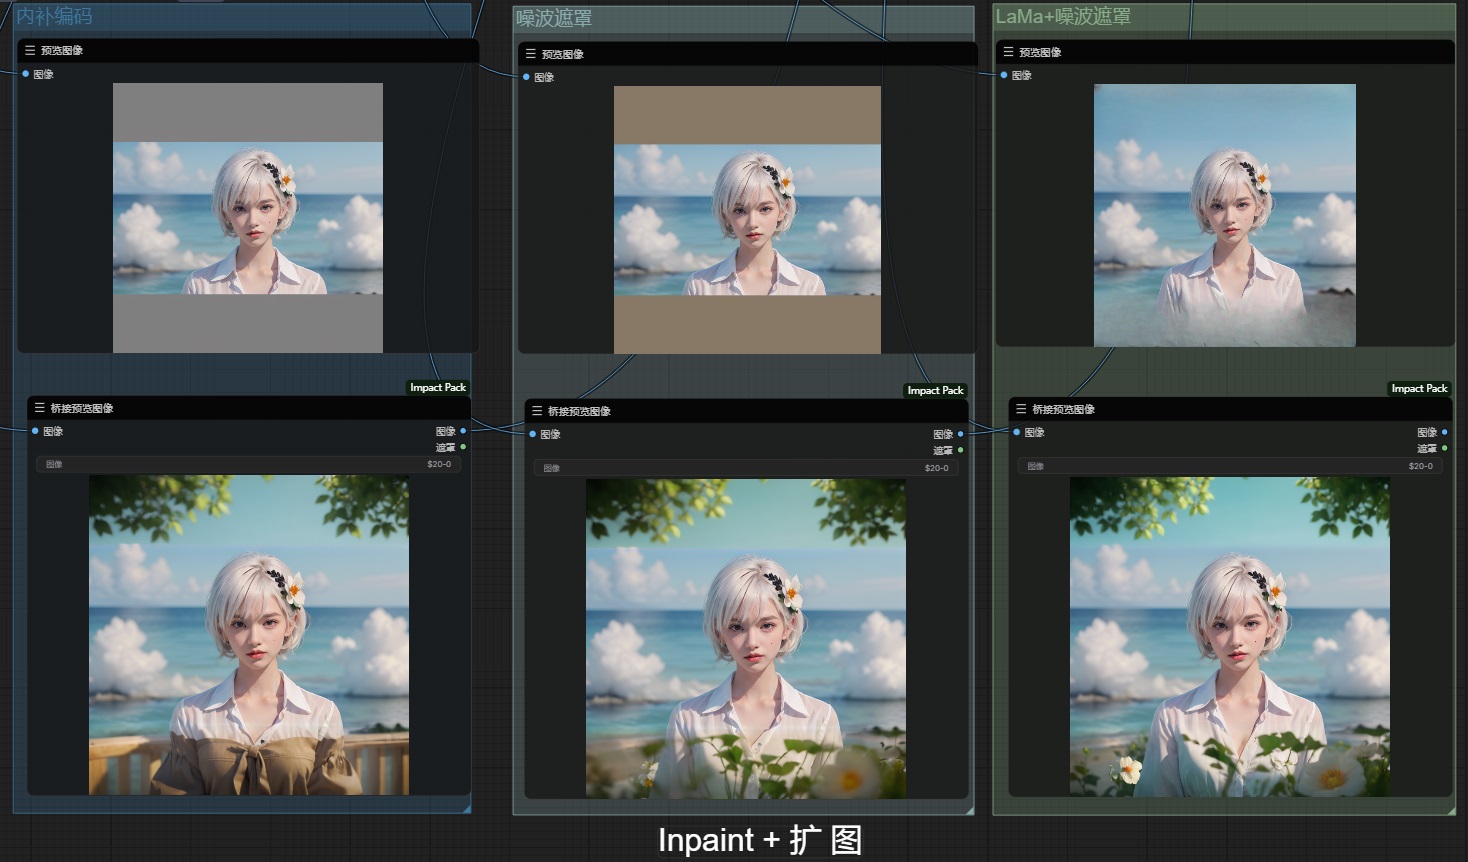 内补编码
预览图像
图像
Impact Pack
桥接预览图像
图像
图像
遮罩
图像 $20-0
噪波遮罩
预览图像
图像
Impact Pack
桥接预览图像
图像
图像
遮罩
图像 $20-0
LaMa+噪波遮罩
预览图像
图像
Impact Pack
桥接预览图像
图像
图像
遮罩
图像 $20-0
Inpaint + 扩 图